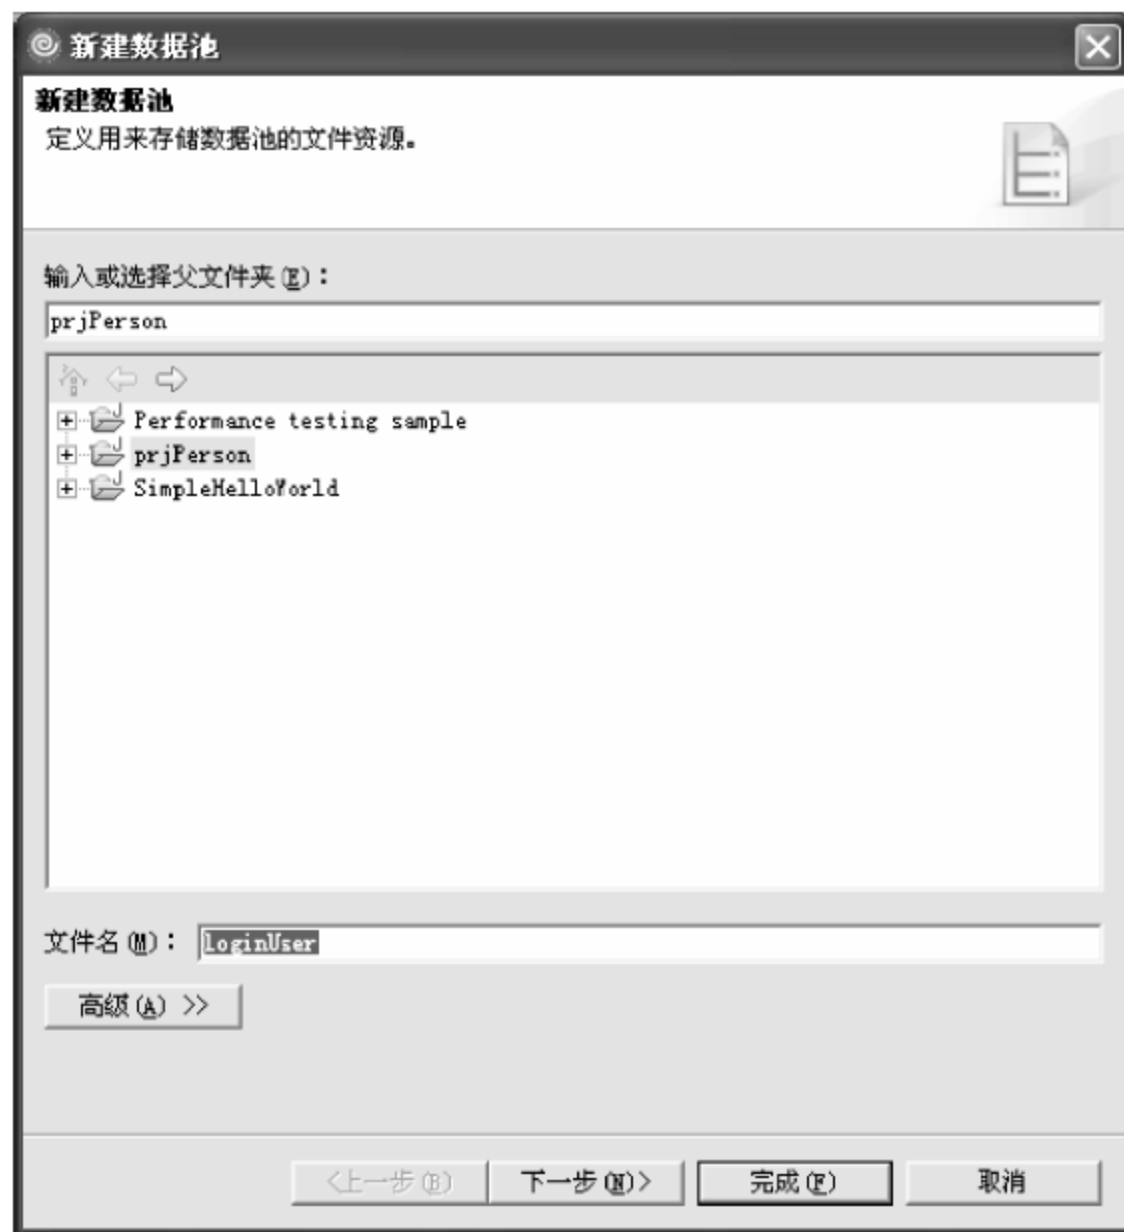 新建数据池
新建数据池
定义用来存储数据池的文件资源。
输入或选择父文件夹(E)：
prjPerson
Performance testing sample
prjPerson
SimpleHelloWorld
文件名(M)： loginUser
高级(A) >>
<上一步(B) 下一步(N)> 完成(F) 取消